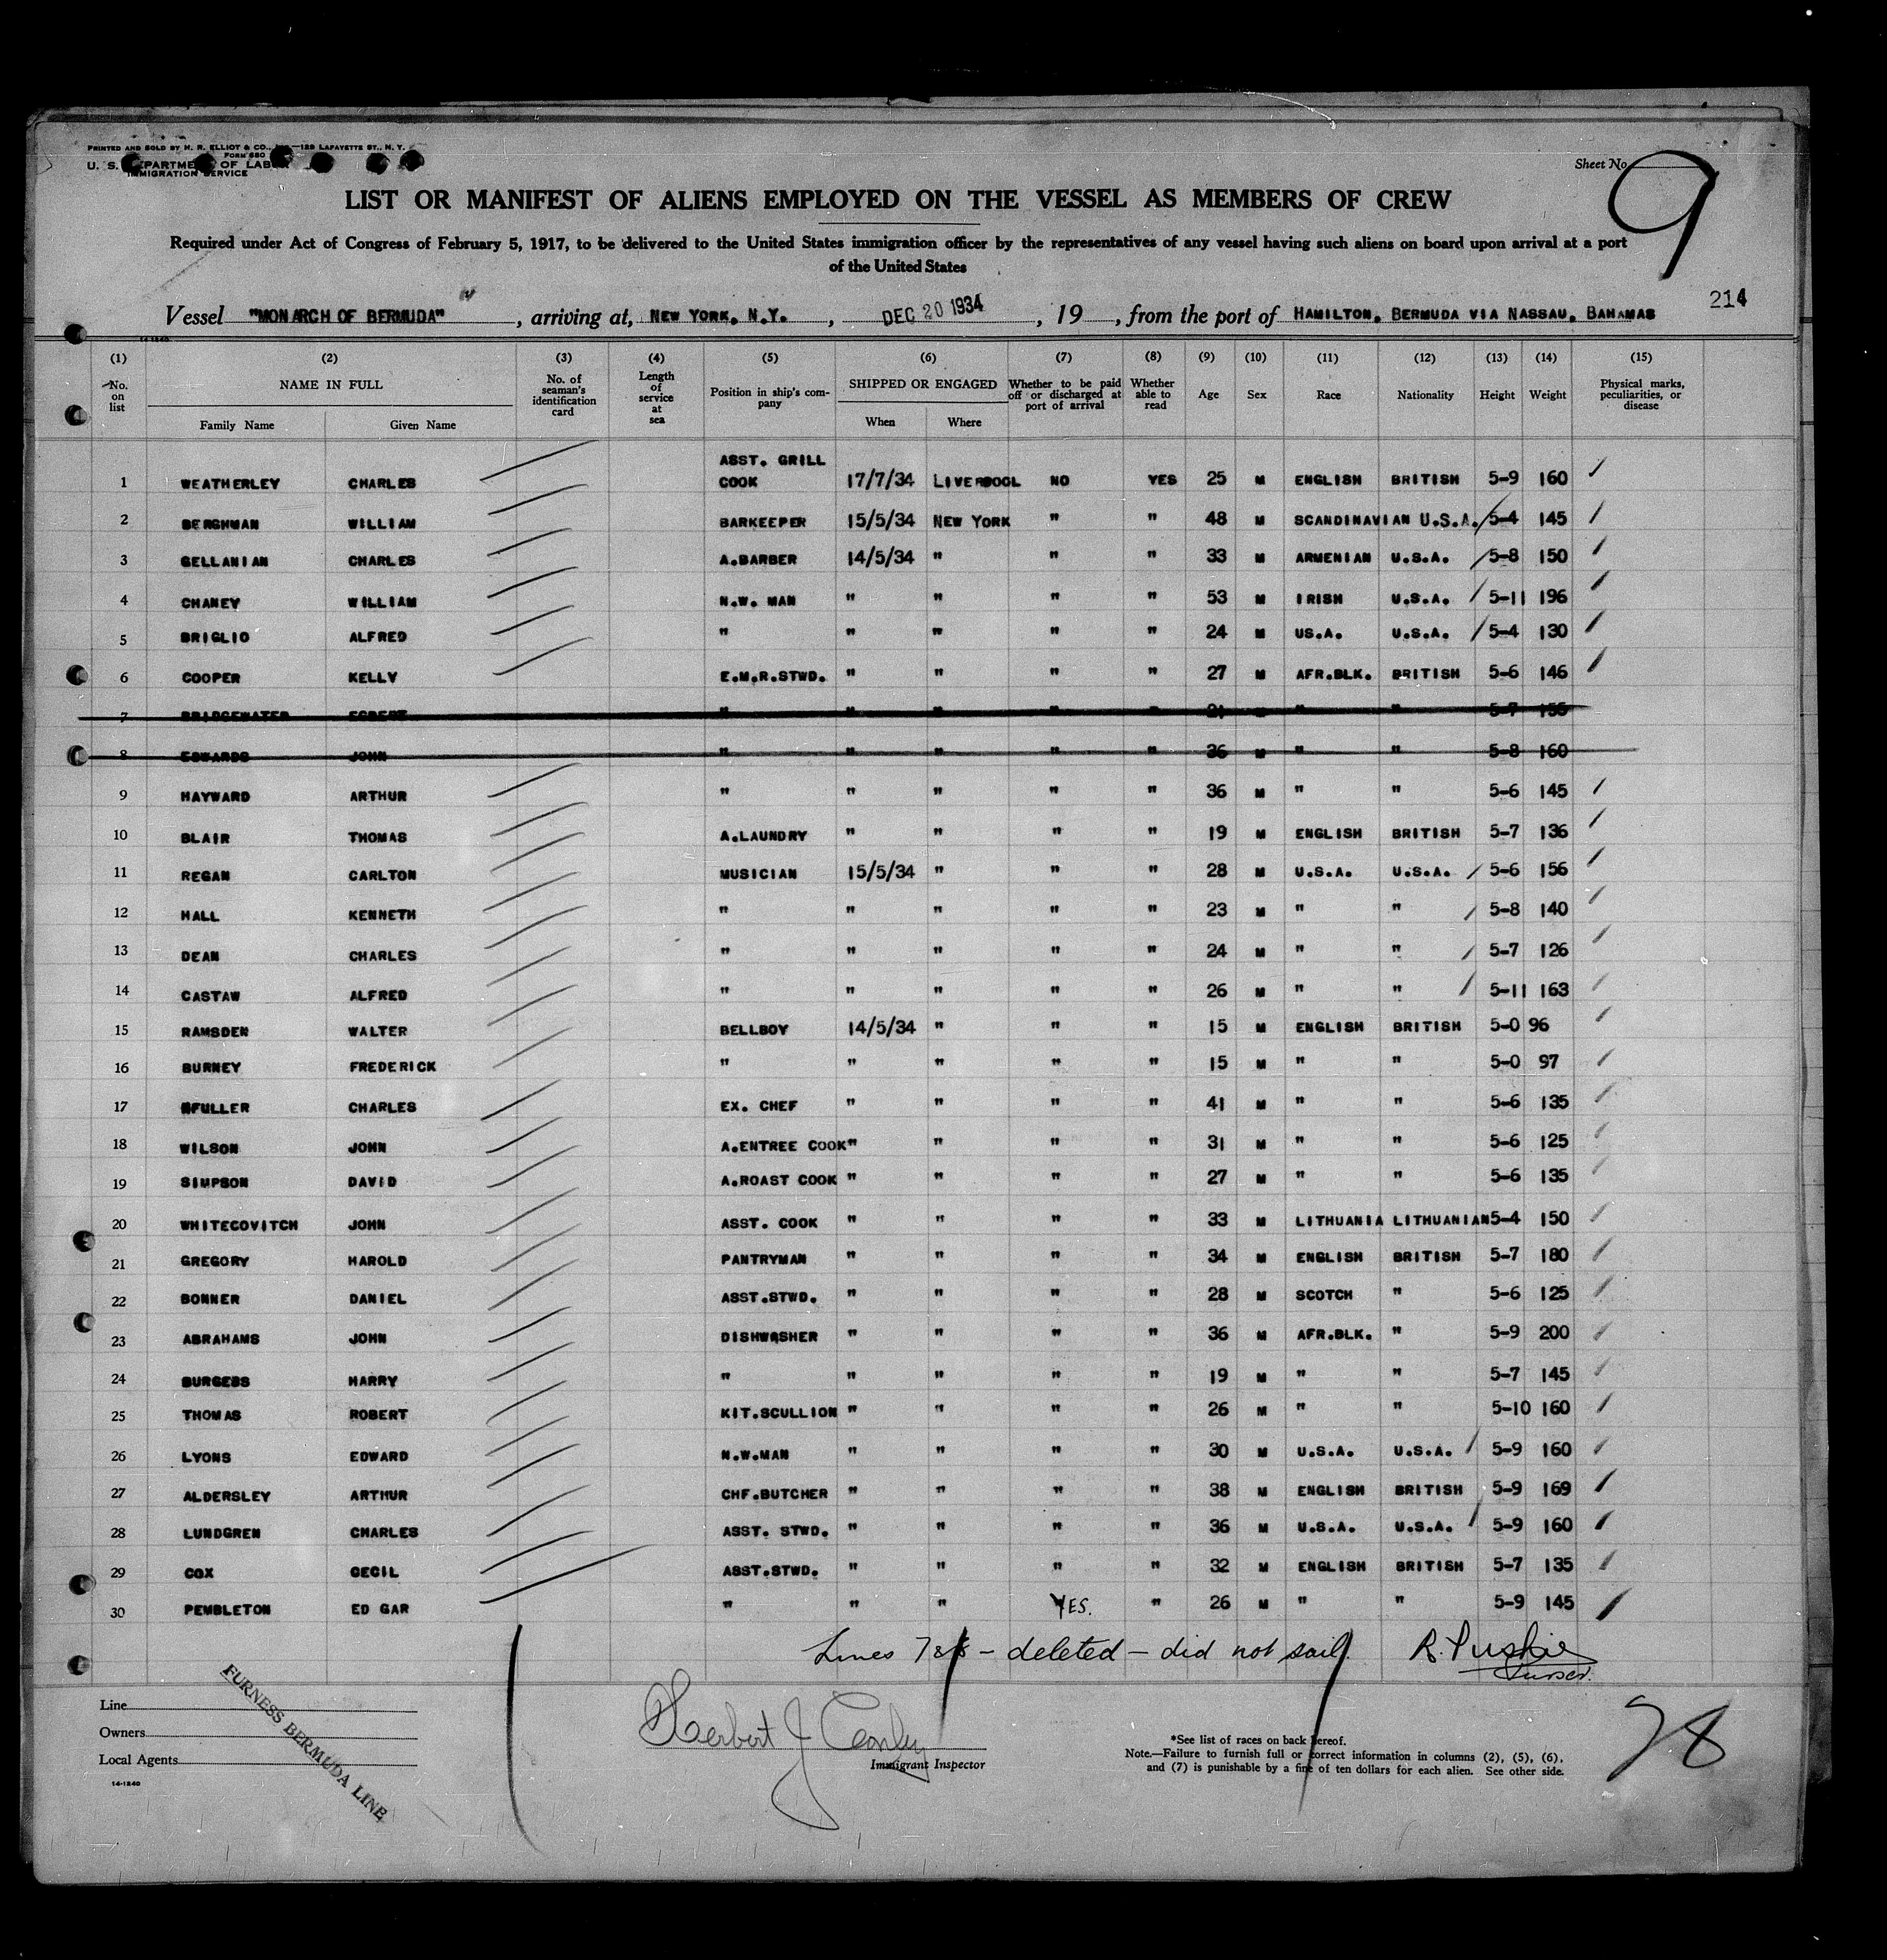 PRINTED AND SOLD BY H. R. ELLIOT & CO., —129 LAFAYETTE ST., N. Y.
FORM 680
U. S. DEPARTMENT OF LABOR
IMMIGRATION SERVICE
Sheet No. 9
LIST OR MANIFEST OF ALIENS EMPLOYED ON THE VESSEL AS MEMBERS OF CREW
Required under Act of Congress of February 5, 1917, to be delivered to the United States immigration officer by the representatives of any vessel having such aliens on board upon arrival at a port
of the United States
214
Vessel "MONARCH OF BERMUDA", arriving at, NEW YORK, N.Y., DEC 20 1934, 19 , from the port of HAMILTON, BERMUDA VIA NASSAU, BAHAMAS
14-1240
(1) (2) (3) (4) (5) (6) (7) (8) (9) (10) (11) (12) (13) (14) (15)
No. on list NAME IN FULL Family Name Given Name No. of seaman's identification card Length of service at sea Position in ship's company SHIPPED OR ENGAGED When Where Whether to be paid off or discharged at port of arrival Whether able to read Age Sex Race Nationality Height Weight Physical marks, peculiarities, or disease
1 WEATHERLEY CHARLES ASST. GRILL COOK 17/7/34 LIVERPOOL NO YES 25 M ENGLISH BRITISH 5-9 160
2 BERGHMAN WILLIAM BARKEEPER 15/5/34 NEW YORK " " 48 M SCANDINAVIAN U.S.A. 5-4 145
3 GELLANIAN CHARLES A.BARBER 14/5/34 " " " 33 M ARMENIAN U.S.A. 5-8 150
4 CHANEY WILLIAM N.W. MAN " " " " 53 M IRISH U.S.A. 5-11 196
5 BRIGLIO ALFRED " " " " " 24 M US.A. U.S.A. 5-4 130
6 COOPER KELLY E.M.R.STWD. " " " " 27 M AFR.BLK. BRITISH 5-6 146
7 BRIDGEWATER EGBERT " " " " " 21 M " " 5-7 155
8 EDWARDS JOHN " " " " " 36 M " " 5-8 160
9 HAYWARD ARTHUR " " " " " 36 M " " 5-6 145
10 BLAIR THOMAS A.LAUNDRY " " " " 19 M ENGLISH BRITISH 5-7 136
11 REGAN CARLTON MUSICIAN 15/5/34 " " " 28 M U.S.A. U.S.A. 5-6 156
12 HALL KENNETH " " " " " 23 M " " 5-8 140
13 DEAN CHARLES " " " " " 24 M " " 5-7 126
14 CASTAW ALFRED " " " " " 26 M " " 5-11 163
15 RAMSDEN WALTER BELLBOY 14/5/34 " " " 15 M ENGLISH BRITISH 5-0 96
16 BURNEY FREDERICK " " " " " 15 M " " 5-0 97
17 FULLER CHARLES EX. CHEF " " " " 41 M " " 5-6 135
18 WILSON JOHN A.ENTREE COOK " " " " 31 M " " 5-6 125
19 SIMPSON DAVID A.ROAST COOK " " " " 27 M " " 5-6 135
20 WHITECOVITCH JOHN ASST. COOK " " " " 33 M LITHUANIA LITHUANIAN 5-4 150
21 GREGORY HAROLD PANTRYMAN " " " " 34 M ENGLISH BRITISH 5-7 180
22 BONNER DANIEL ASST.STWD. " " " " 28 M SCOTCH " 5-6 125
23 ABRAHAMS JOHN DISHWASHER " " " " 36 M AFR.BLK. " 5-9 200
24 BURGESS HARRY " " " " " 19 M " " 5-7 145
25 THOMAS ROBERT KIT.SCULLION " " " " 26 M " " 5-10 160
26 LYONS EDWARD N.W.MAN " " " " 30 M U.S.A. U.S.A. 5-9 160
27 ALDERSLEY ARTHUR CHF.BUTCHER " " " " 38 M ENGLISH BRITISH 5-9 169
28 LUNDGREN CHARLES ASST. STWD. " " " " 36 M U.S.A. U.S.A. 5-9 160
29 COX CECIL ASST.STWD. " " " " 32 M ENGLISH BRITISH 5-7 135
30 PEMBLETON ED GAR " " " YES. " 26 M " " 5-9 145
Lines 7&8 – deleted – did not sail.
Purser.
Line
Owners
Local Agents
14-1240
FURNESS BERMUDA LINE
Herbert J
Immigrant Inspector
*See list of races on back hereof.
Note.—Failure to furnish full or correct information in columns (2), (5), (6),
and (7) is punishable by a fine of ten dollars for each alien. See other side.
28